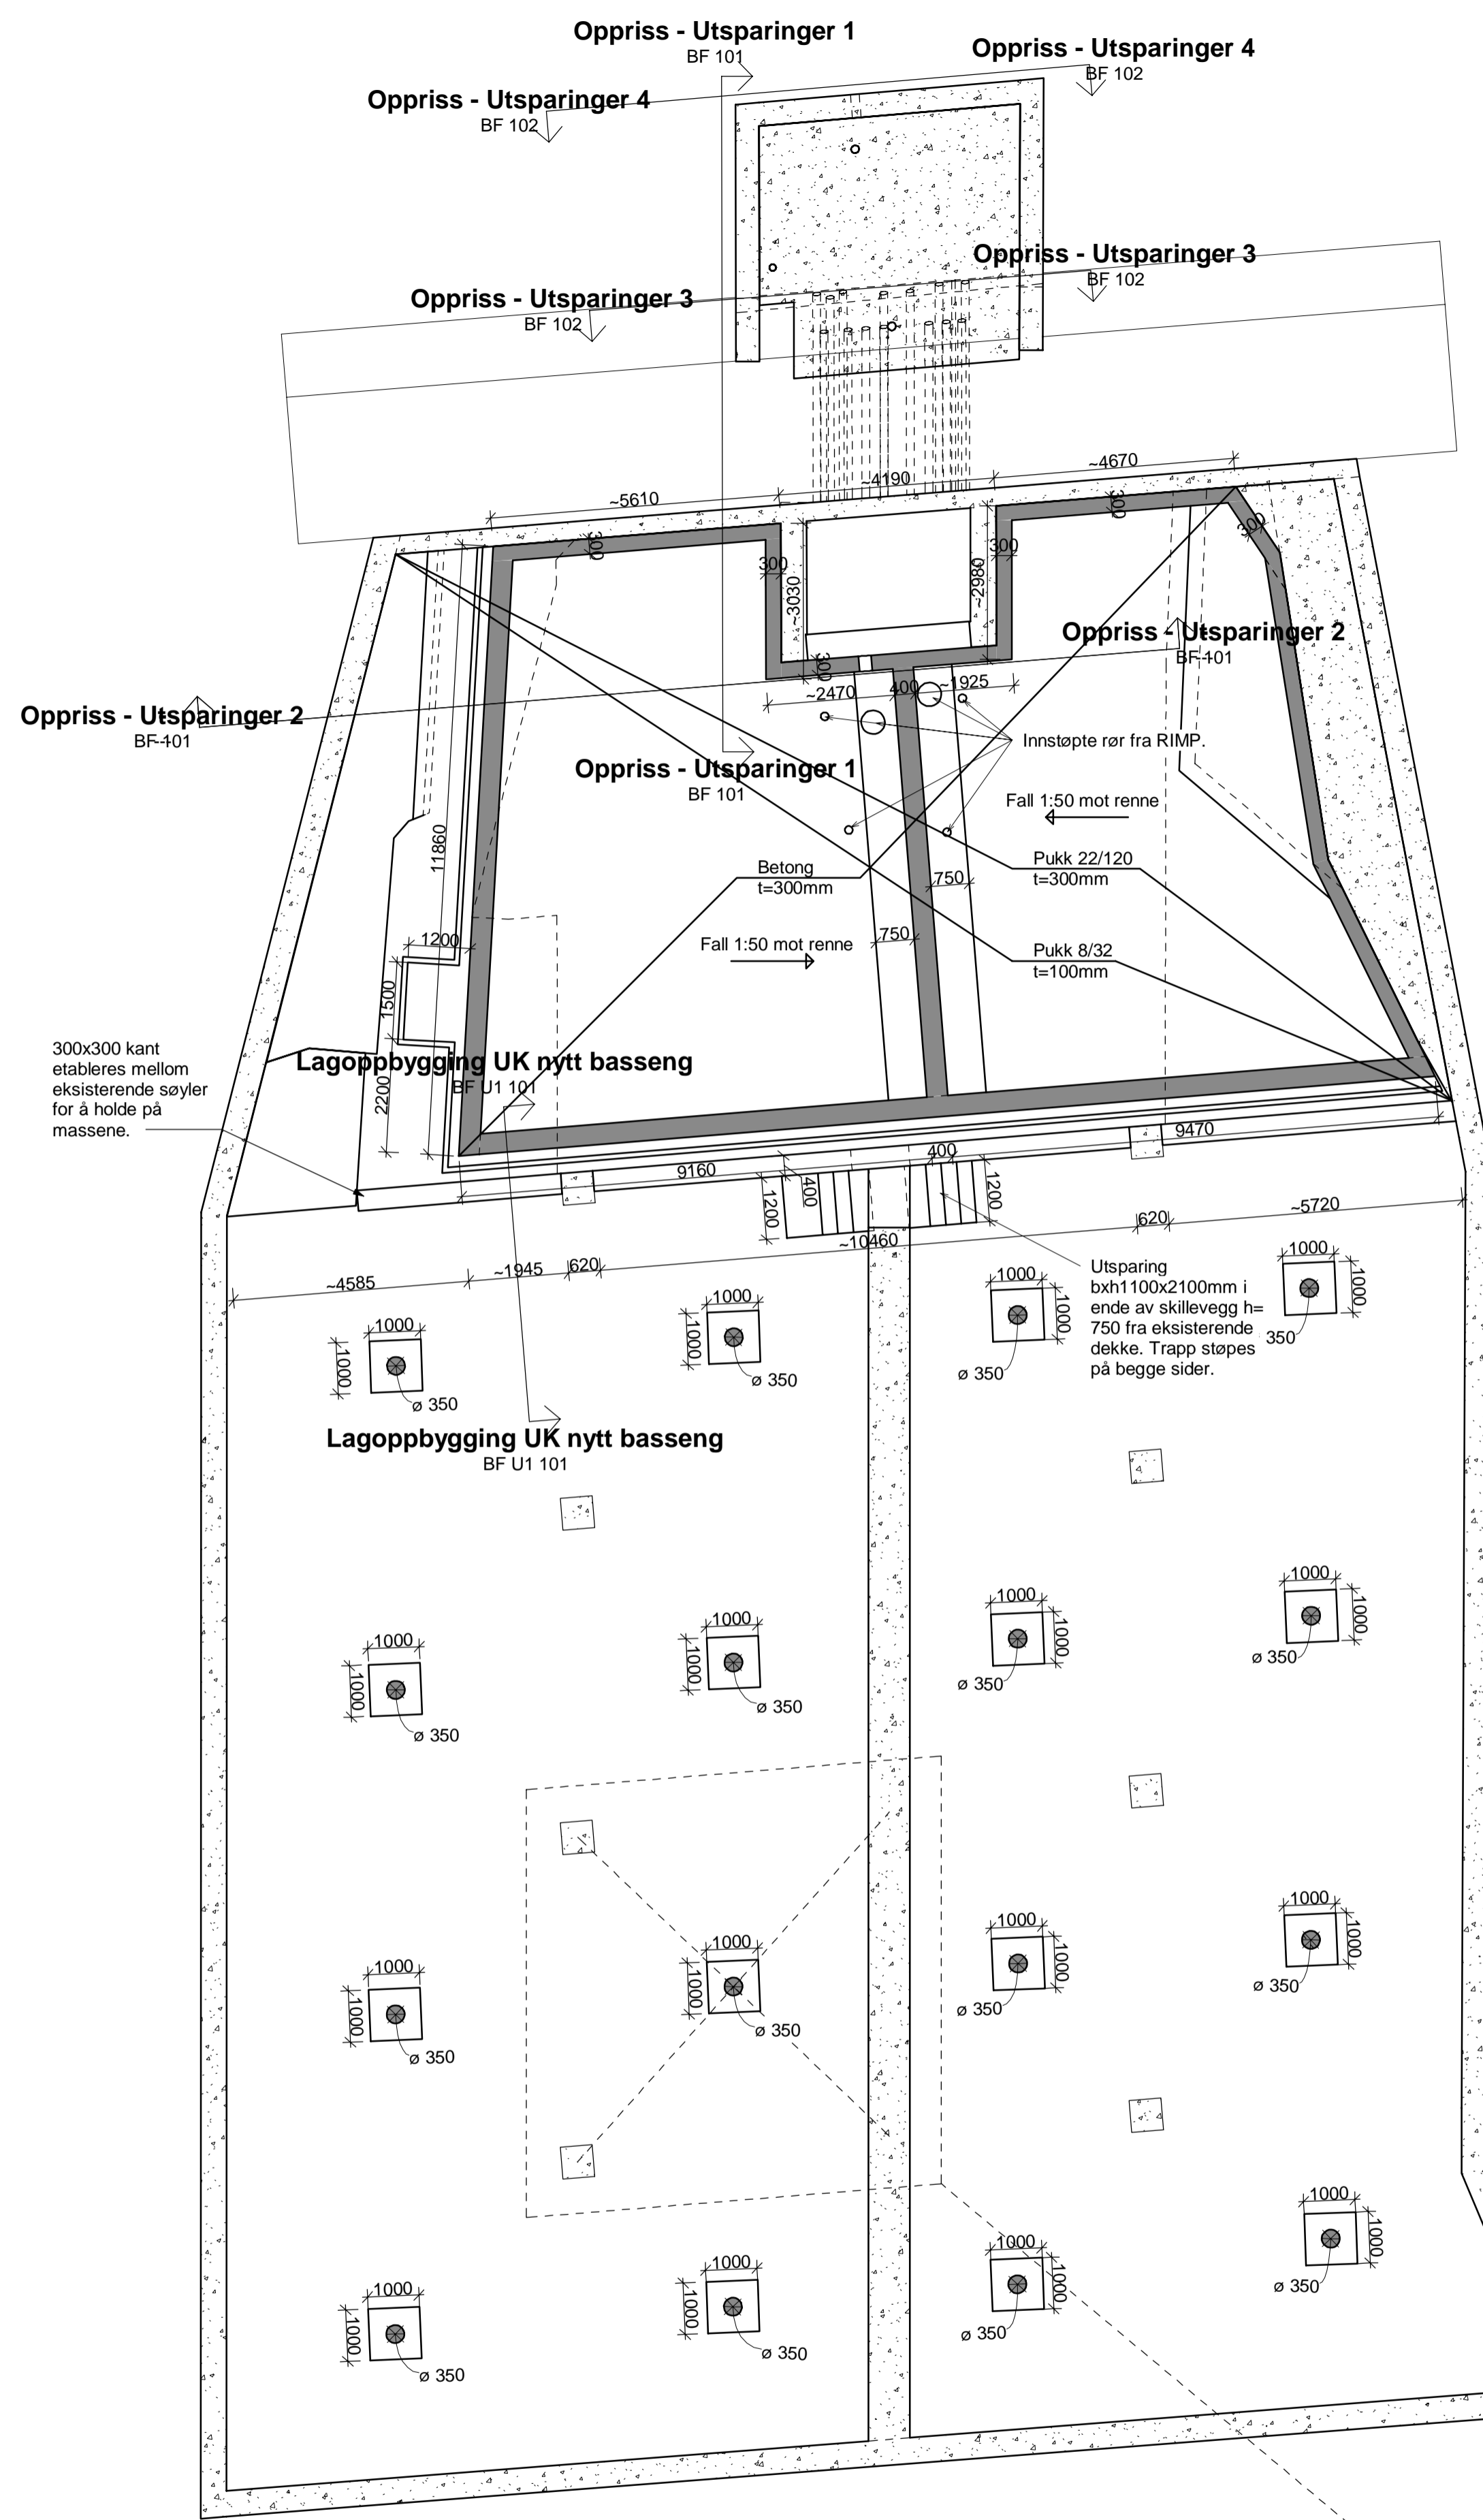 Oppriss - Utsparinger 1
BF 101
Oppriss - Utsparinger 4
BF 102
Oppriss - Utsparinger 4
BF 102
Oppriss - Utsparinger 3
BF 102
Oppriss - Utsparinger 3
BF 102
~4670
~4190
~5610
300
300
300
300
300
~3030
~2980
Oppriss - Utsparinger 2
BF 101
300
~2470
400
~1925
Oppriss - Utsparinger 2
BF 101
Innstøpte rør fra RIMP.
Oppriss - Utsparinger 1
BF 101
Fall 1:50 mot renne
11860
Betong
t=300mm
Pukk 22/120
t=300mm
750
750
1200
Fall 1:50 mot renne
Pukk 8/32
t=100mm
1500
300x300 kant
etableres mellom
eksisterende søyler
for å holde på
massene.
Lagoppbygging UK nytt basseng
BF U1 101
2200
9470
400
9160
400
1200
1200
~5720
620
~10460
~1945
620
~4585
Utsparing
bxh1100x2100mm i
ende av skillevegg h=
750 fra eksisterende
dekke. Trapp støpes
på begge sider.
1000
1000
350
1000
1000
ø 350
1000
1000
ø 350
1000
1000
ø 350
Lagoppbygging UK nytt basseng
BF U1 101
1000
1000
ø 350
1000
1000
ø 350
1000
1000
ø 350
1000
1000
ø 350
1000
1000
ø 350
1000
1000
ø 350
1000
1000
ø 350
1000
1000
ø 350
1000
1000
ø 350
1000
1000
ø 350
1000
1000
ø 350
1000
1000
ø 350